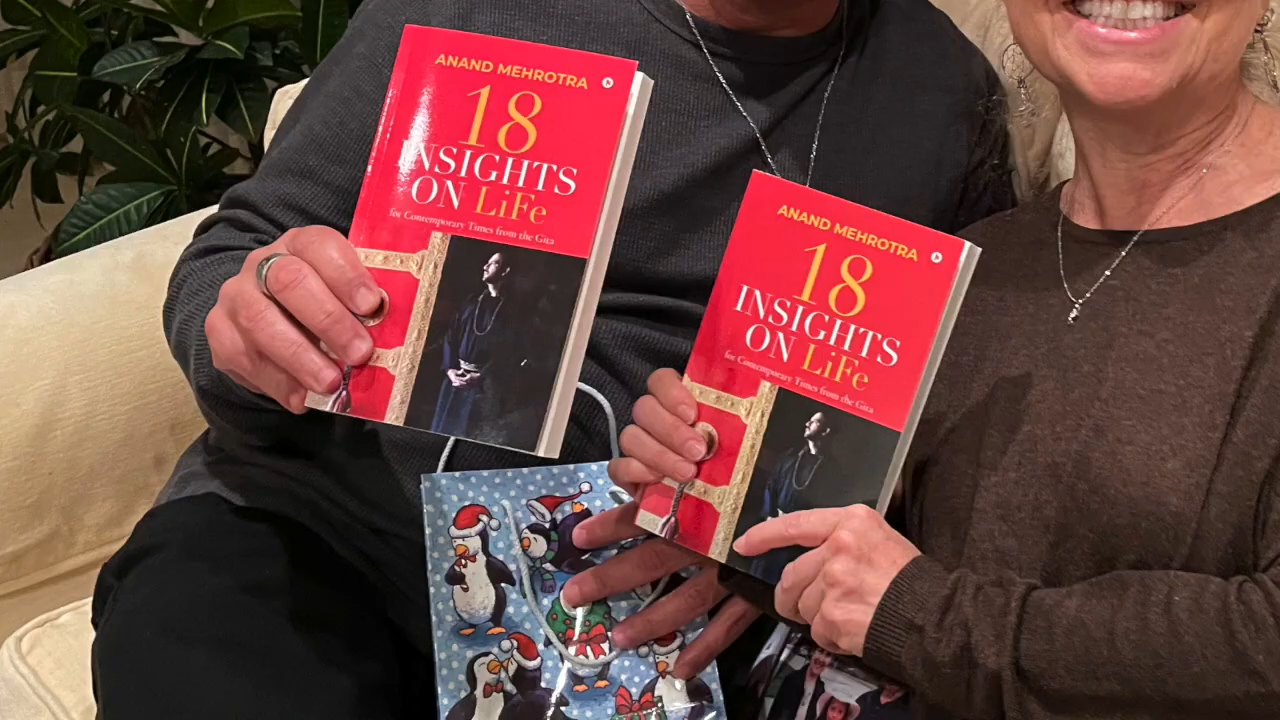 ANAND MEHROTRA
18
INSIGHTS
ON LiFe
for Contemporary Times from the Gita
ANAND MEHROTRA
18
INSIGHTS
ON LiFe
for Contemporary Times from the Gita